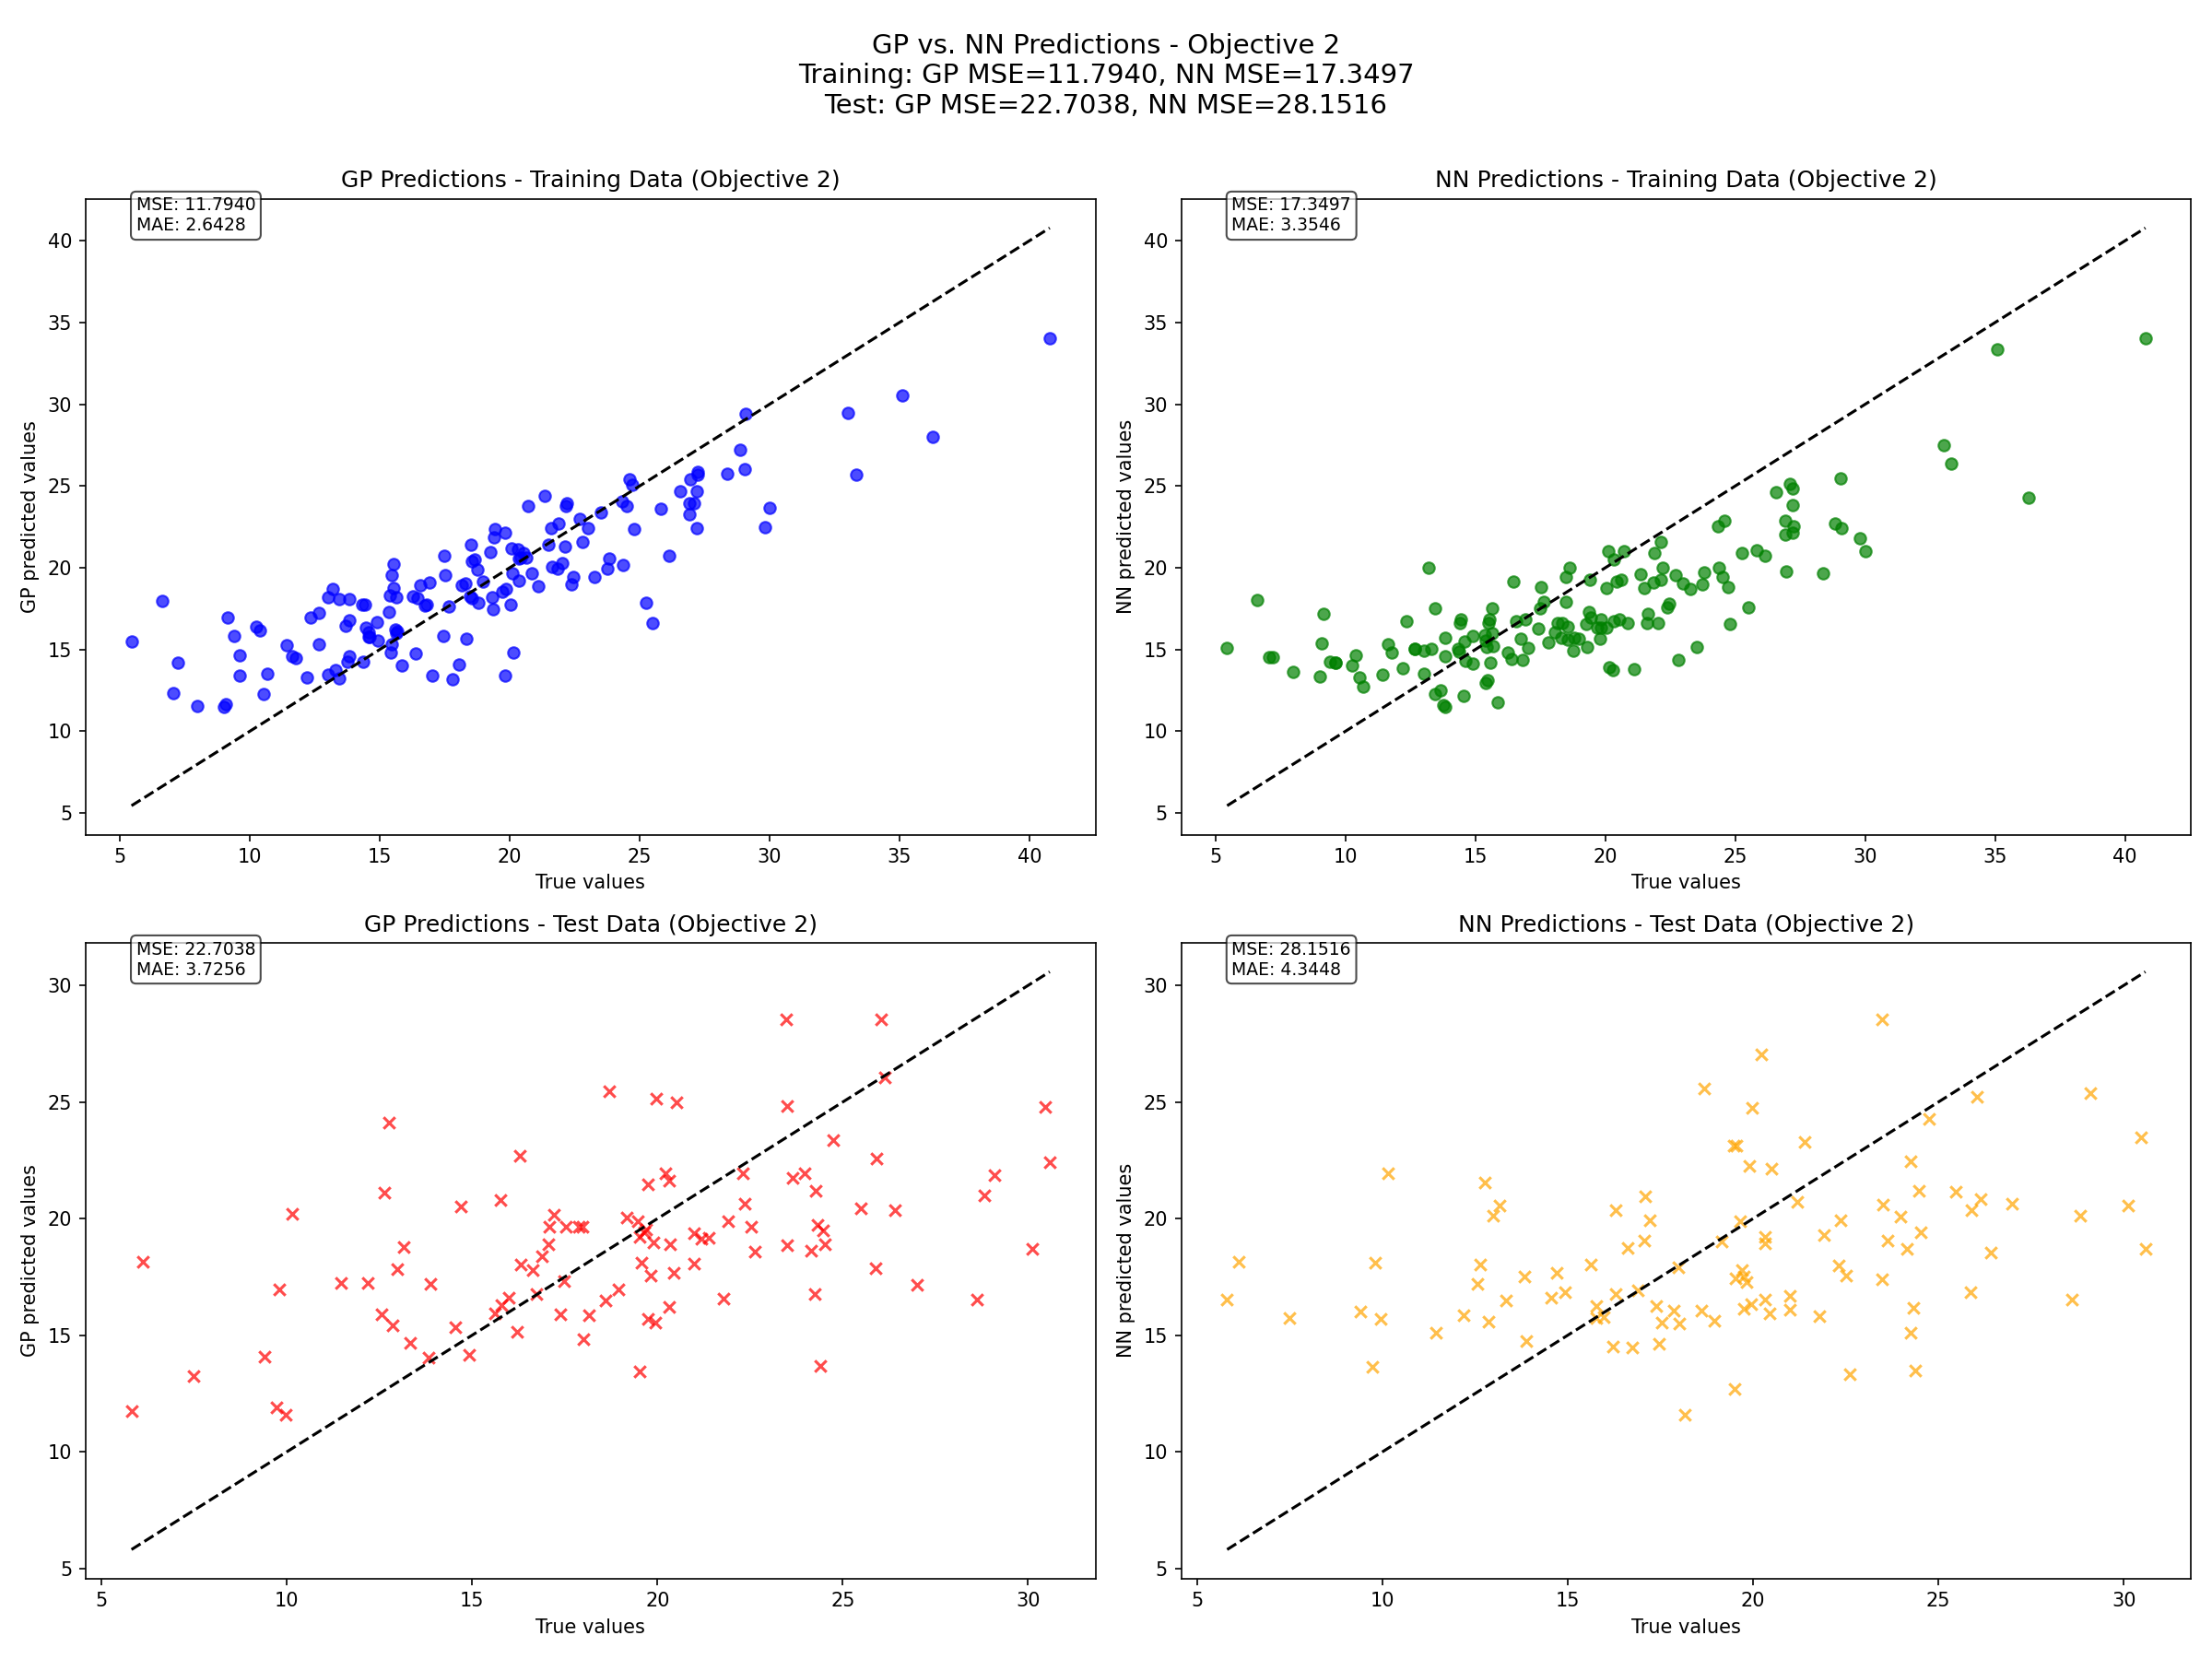 GP vs. NN Predictions - Objective 2
Training: GP MSE=11.7940, NN MSE=17.3497
Test: GP MSE=22.7038, NN MSE=28.1516
GP Predictions - Training Data (Objective 2)
MSE: 11.7940
MAE: 2.6428
GP predicted values
40
35
30
25
20
15
10
5
5 10 15 20 25 30 35 40
True values
NN Predictions - Training Data (Objective 2)
MSE: 17.3497
MAE: 3.3546
NN predicted values
40
35
30
25
20
15
10
5
5 10 15 20 25 30 35 40
True values
GP Predictions - Test Data (Objective 2)
MSE: 22.7038
MAE: 3.7256
GP predicted values
30
25
20
15
10
5
5 10 15 20 25 30
True values
NN Predictions - Test Data (Objective 2)
MSE: 28.1516
MAE: 4.3448
NN predicted values
30
25
20
15
10
5
5 10 15 20 25 30
True values